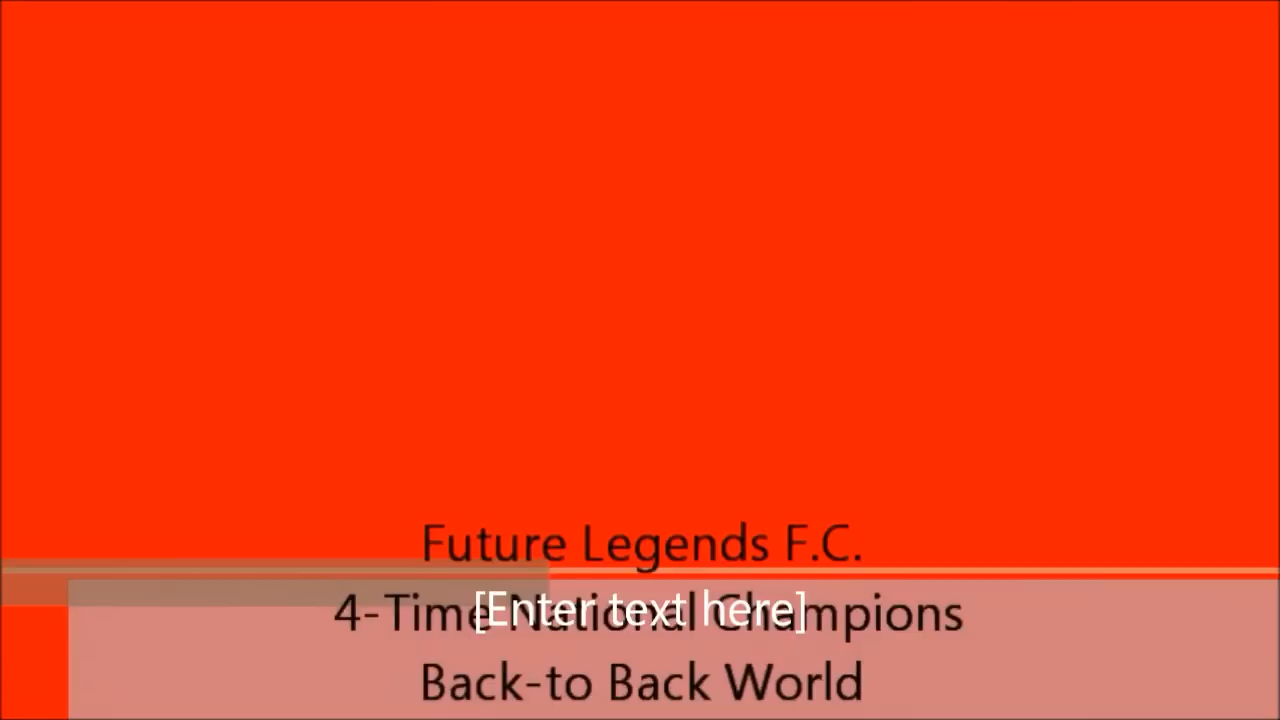 Future Legends F.C.
4-Time National Champions
[Enter text here]
Back-to Back World